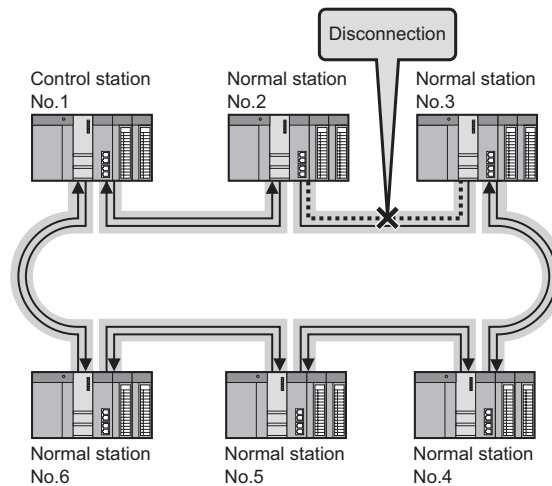 Disconnection
Control station
No.1
Normal station
No.2
Normal station
No.3
Normal station
No.6
Normal station
No.5
Normal station
No.4